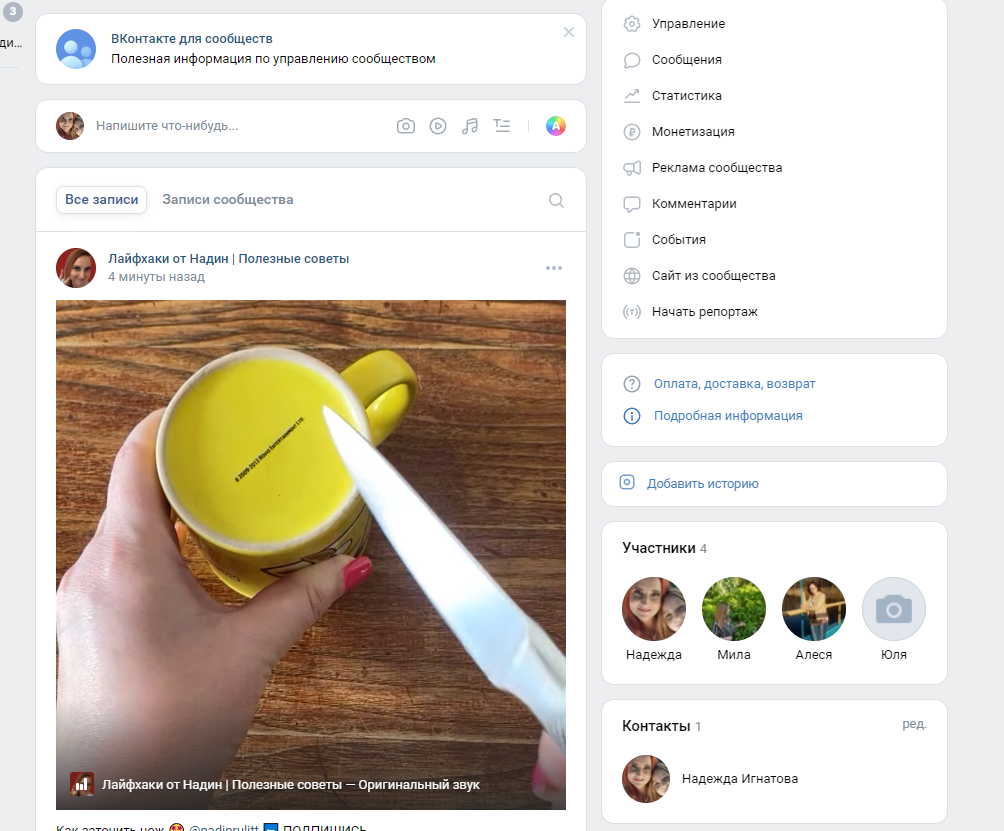 3
ди...
ВКонтакте для сообществ
Полезная информация по управлению сообществом
Напишите что-нибудь...
Все записи
Записи сообщества
Лайфхаки от Надин | Полезные советы
4 минуты назад
Лайфхаки от Надин | Полезные советы — Оригинальный звук
Как заточить нож 😍 @nadinrulitt ➡️ ПОДПИШИСЬ
Управление
Сообщения
Статистика
Монетизация
Реклама сообщества
Комментарии
События
Сайт из сообщества
Начать репортаж
Оплата, доставка, возврат
Подробная информация
Добавить историю
Участники 4
Надежда
Мила
Алеся
Юля
Контакты 1
ред.
Надежда Игнатова